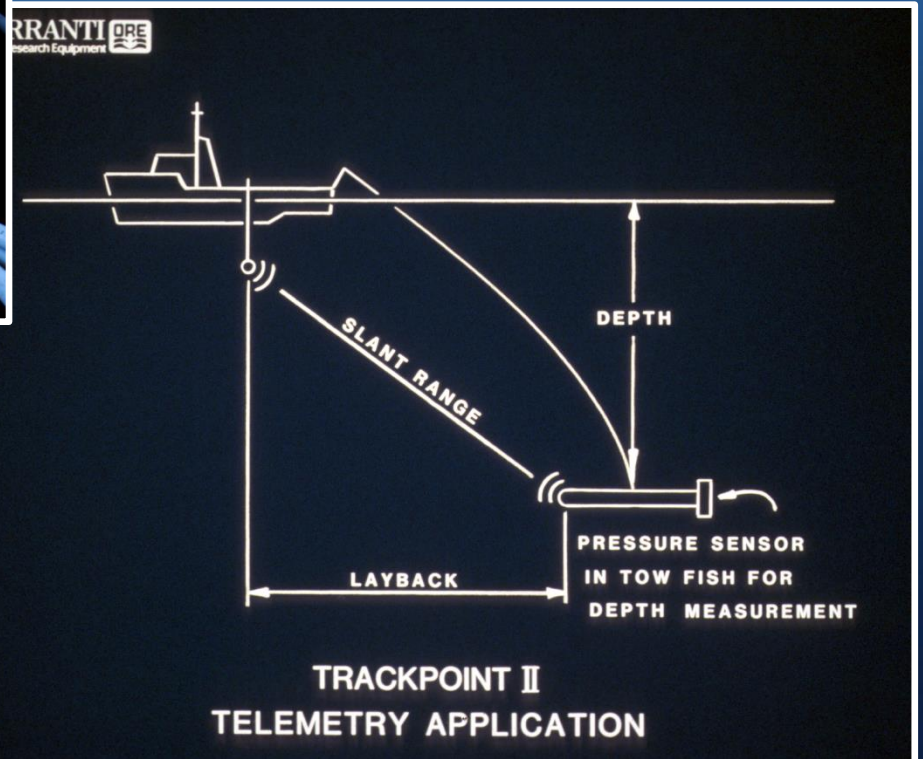 RRANTI ORE
esearch Equipment
DEPTH
SLANT RANGE
PRESSURE SENSOR
IN TOW FISH FOR
DEPTH MEASUREMENT
LAYBACK
TRACKPOINT II
TELEMETRY APPLICATION